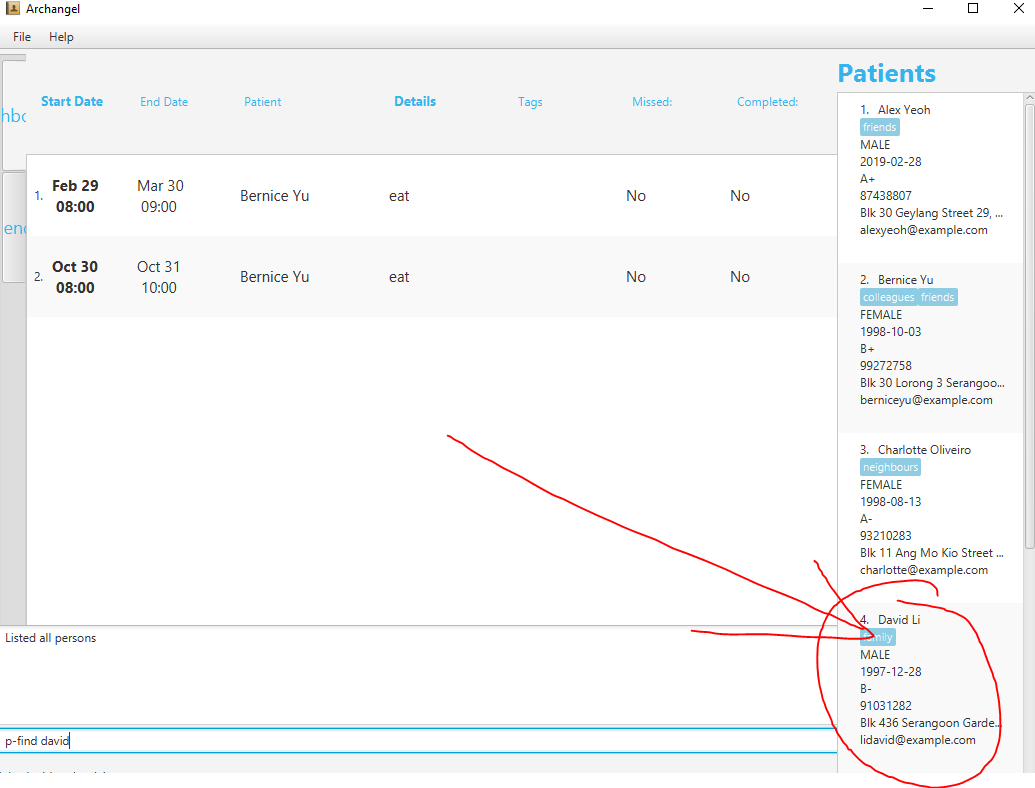 Archangel
File Help
Patients
Start Date End Date Patient Details Tags Missed: Completed:
1. Feb 29 08:00 Mar 30 09:00 Bernice Yu eat No No
2. Oct 30 08:00 Oct 31 10:00 Bernice Yu eat No No
1. Alex Yeoh
friends
MALE
2019-02-28
A+
87438807
Blk 30 Geylang Street 29, ...
alexyeoh@example.com
2. Bernice Yu
colleagues friends
FEMALE
1998-10-03
B+
99272758
Blk 30 Lorong 3 Serangoo...
berniceyu@example.com
3. Charlotte Oliveiro
neighbours
FEMALE
1998-08-13
A-
93210283
Blk 11 Ang Mo Kio Street ...
charlotte@example.com
4. David Li
family
MALE
1997-12-28
B-
91031282
Blk 436 Serangoon Garde...
lidavid@example.com
Listed all persons
p-find david